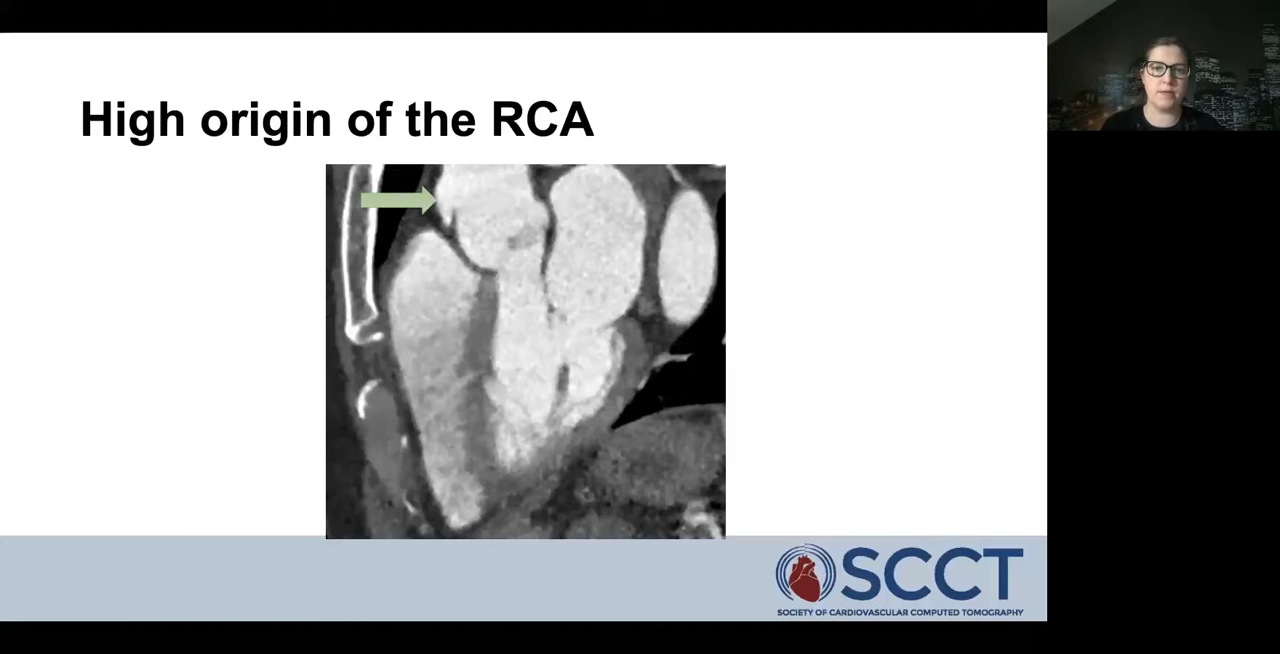 High origin of the RCA
SCCT
SOCIETY OF CARDIOVASCULAR COMPUTED TOMOGRAPHY